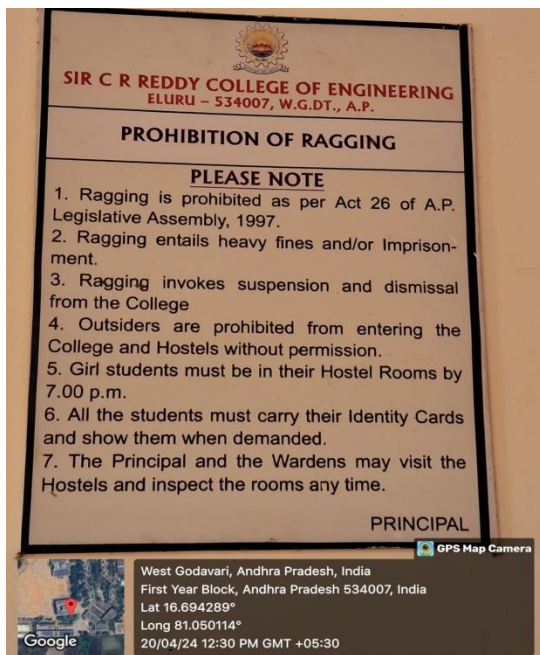 ELURU
SIR C R REDDY COLLEGE OF ENGINEERING
ELURU – 534007, W.G.DT., A.P.
PROHIBITION OF RAGGING
PLEASE NOTE
1. Ragging is prohibited as per Act 26 of A.P.
Legislative Assembly, 1997.
2. Ragging entails heavy fines and/or Imprison-
ment.
3. Ragging invokes suspension and dismissal
from the College
4. Outsiders are prohibited from entering the
College and Hostels without permission.
5. Girl students must be in their Hostel Rooms by
7.00 p.m.
6. All the students must carry their Identity Cards
and show them when demanded.
7. The Principal and the Wardens may visit the
Hostels and inspect the rooms any time.
PRINCIPAL
GPS Map Camera
West Godavari, Andhra Pradesh, India
First Year Block, Andhra Pradesh 534007, India
Lat 16.694289°
Long 81.050114°
20/04/24 12:30 PM GMT +05:30
Google